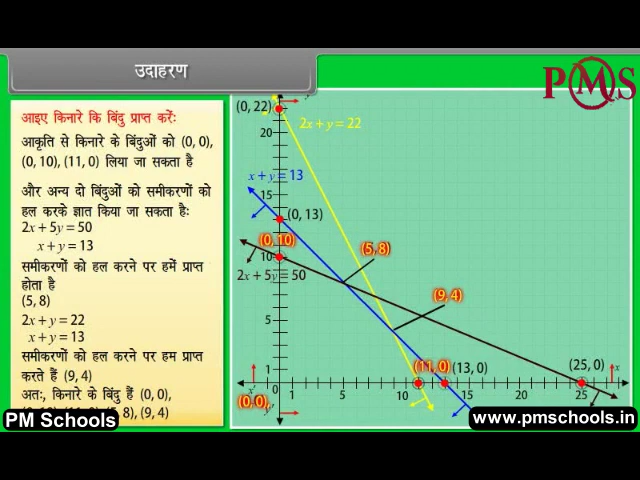 उदाहरण
PMS
आइए किनारे कि बिंदु प्राप्त करें:
आकृति से किनारे के बिंदुओं को (0, 0),
(0, 10), (11, 0) लिया जा सकता है
और अन्य दो बिंदुओं को समीकरणों को
हल करके ज्ञात किया जा सकता है:
2x + 5y = 50
x + y = 13
समीकरणों को हल करने पर हमें प्राप्त
होता है
(5, 8)
2x + y = 22
x + y = 13
समीकरणों को हल करने पर हम प्राप्त
करते हैं (9, 4)
अत:, किनारे के बिंदु हैं (0, 0),
8), (9, 4)
(0, 22)
20
2x + y = 22
x + y = 13
15
(0, 13)
(0, 10)
10
(5, 8)
2x + 5y = 50
(9, 4)
5
(11, 0)
(13, 0)
(25, 0)
1
x
x'
0
1
5
10
15
20
25
(0,0),
PM Schools
www.pmschools.in